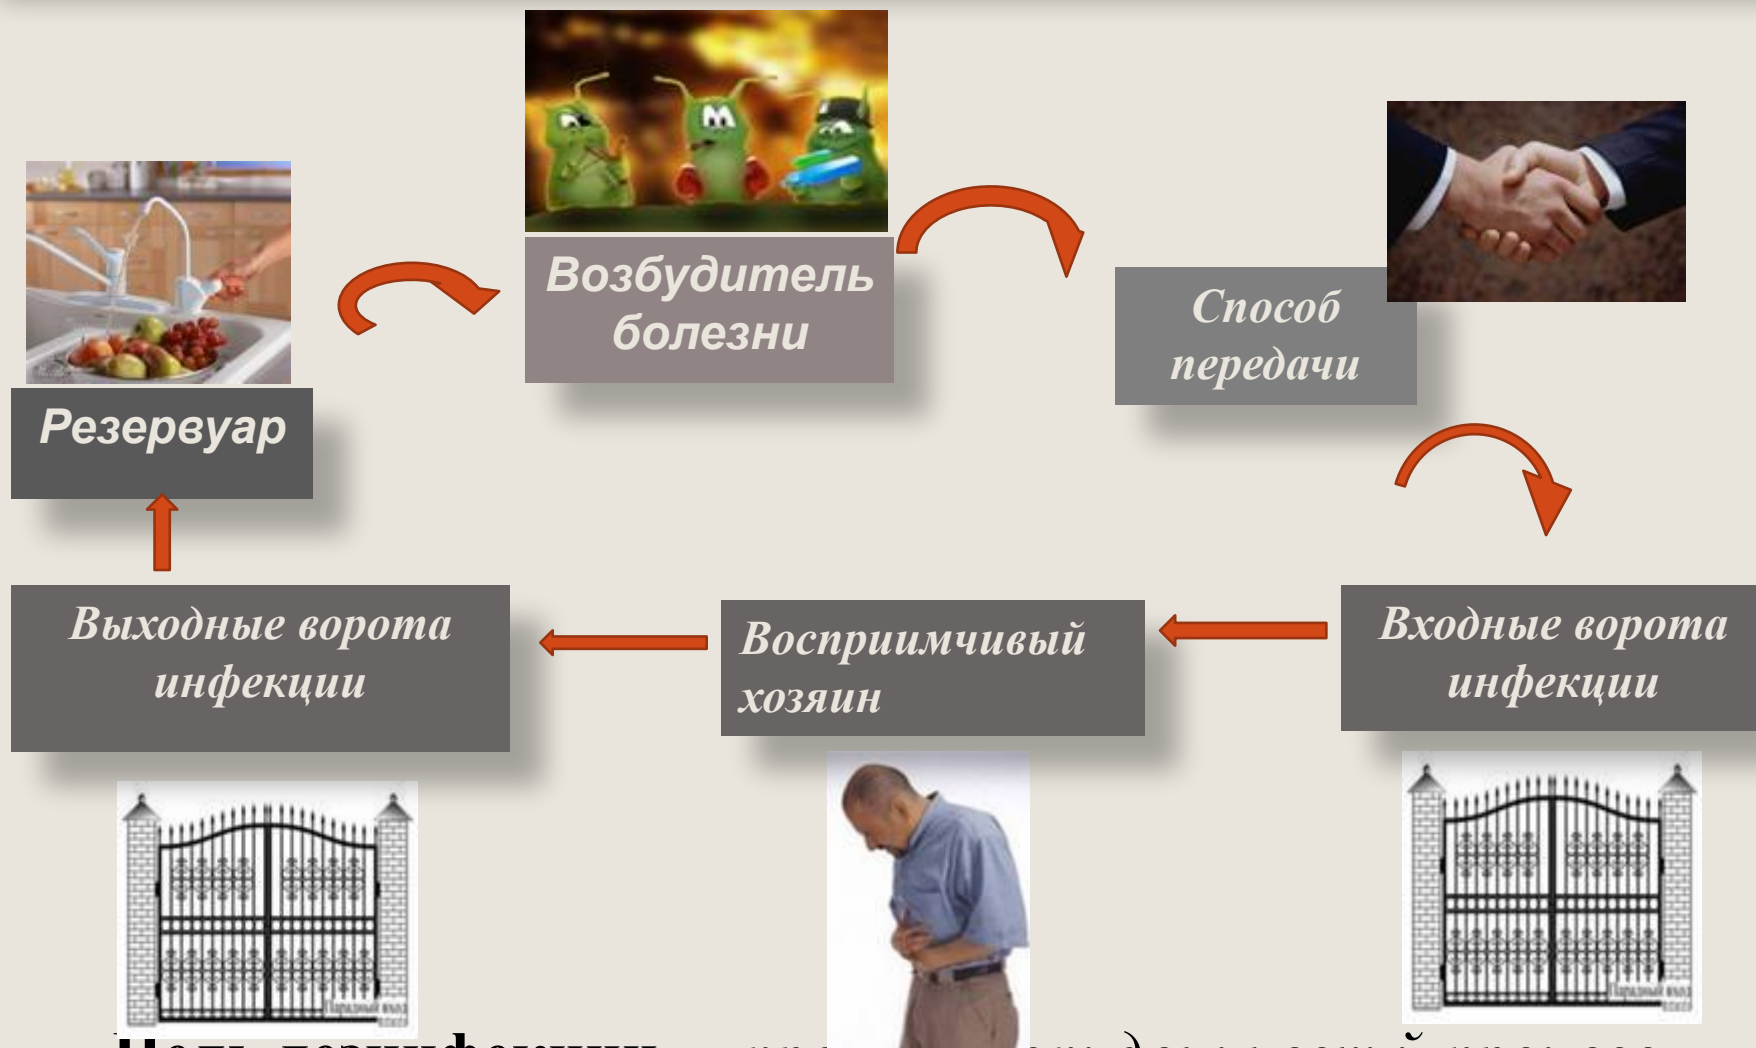 Возбудитель
болезни
Способ
передачи
Резервуар
Выходные ворота
инфекции
Восприимчивый
хозяин
Входные ворота
инфекции